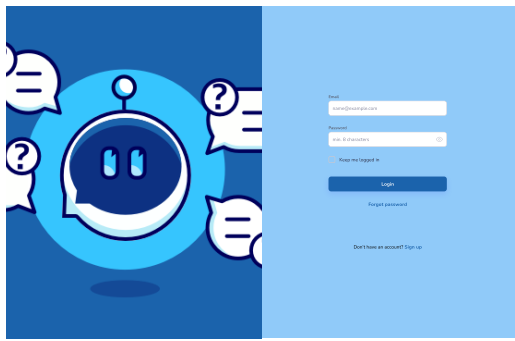 ?
?
Email
name@example.com
Password
min. 8 characters
Keep me logged in
Login
Forgot password
Don't have an account? Sign up